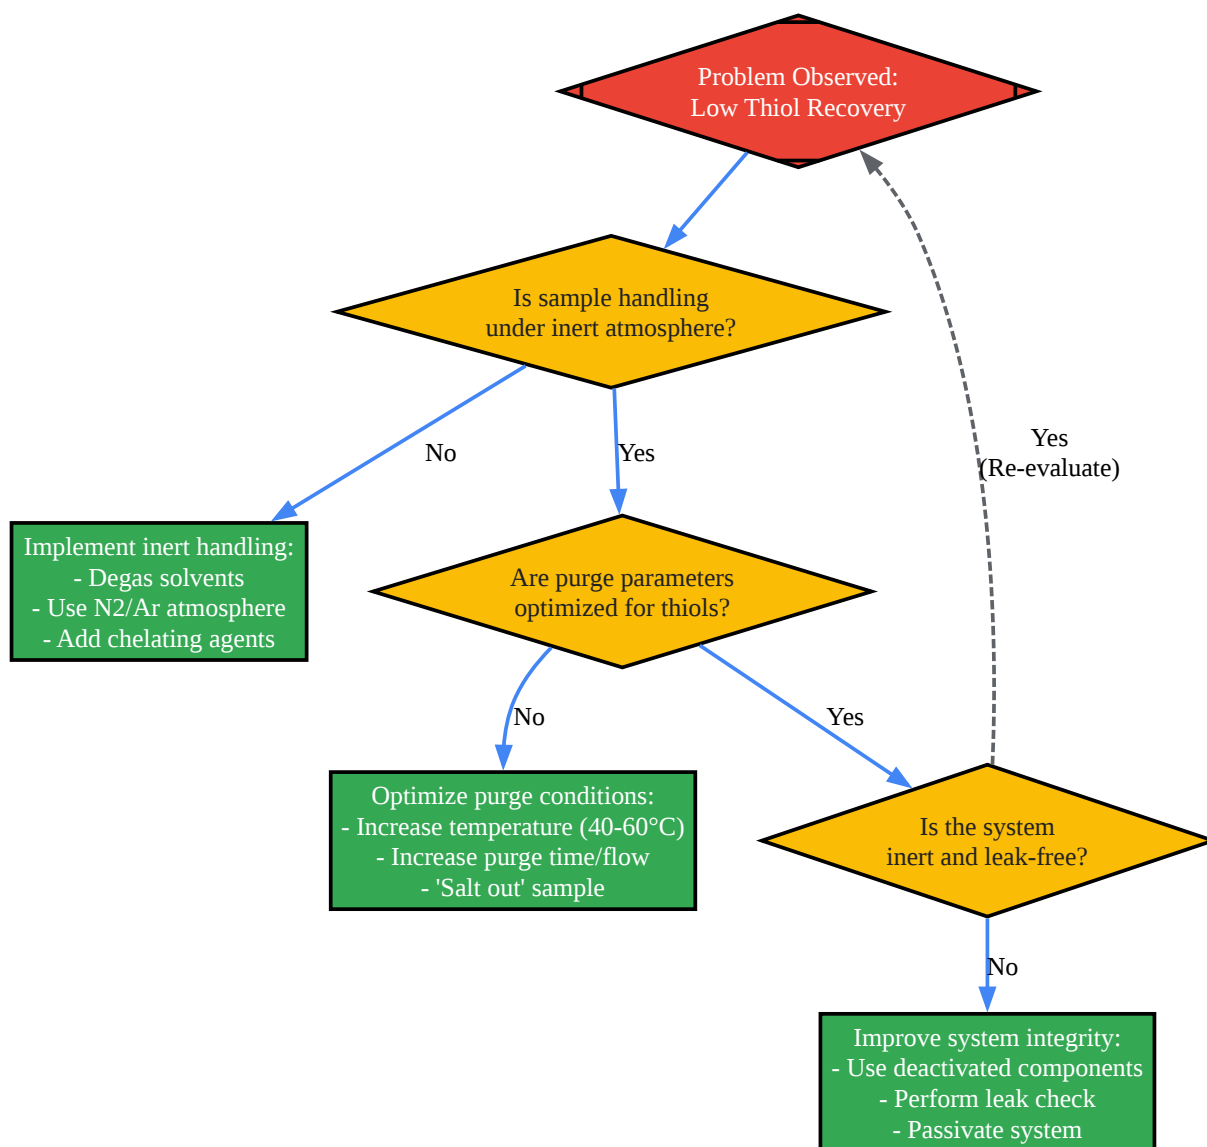 Problem Observed:
Low Thiol Recovery
Is sample handling
under inert atmosphere?
No
Yes
Yes
(Re-evaluate)
Implement inert handling:
- Degas solvents
- Use N2/Ar atmosphere
- Add chelating agents
Are purge parameters
optimized for thiols?
No
Yes
Optimize purge conditions:
- Increase temperature (40-60°C)
- Increase purge time/flow
- 'Salt out' sample
Is the system
inert and leak-free?
No
Improve system integrity:
- Use deactivated components
- Perform leak check
- Passivate system